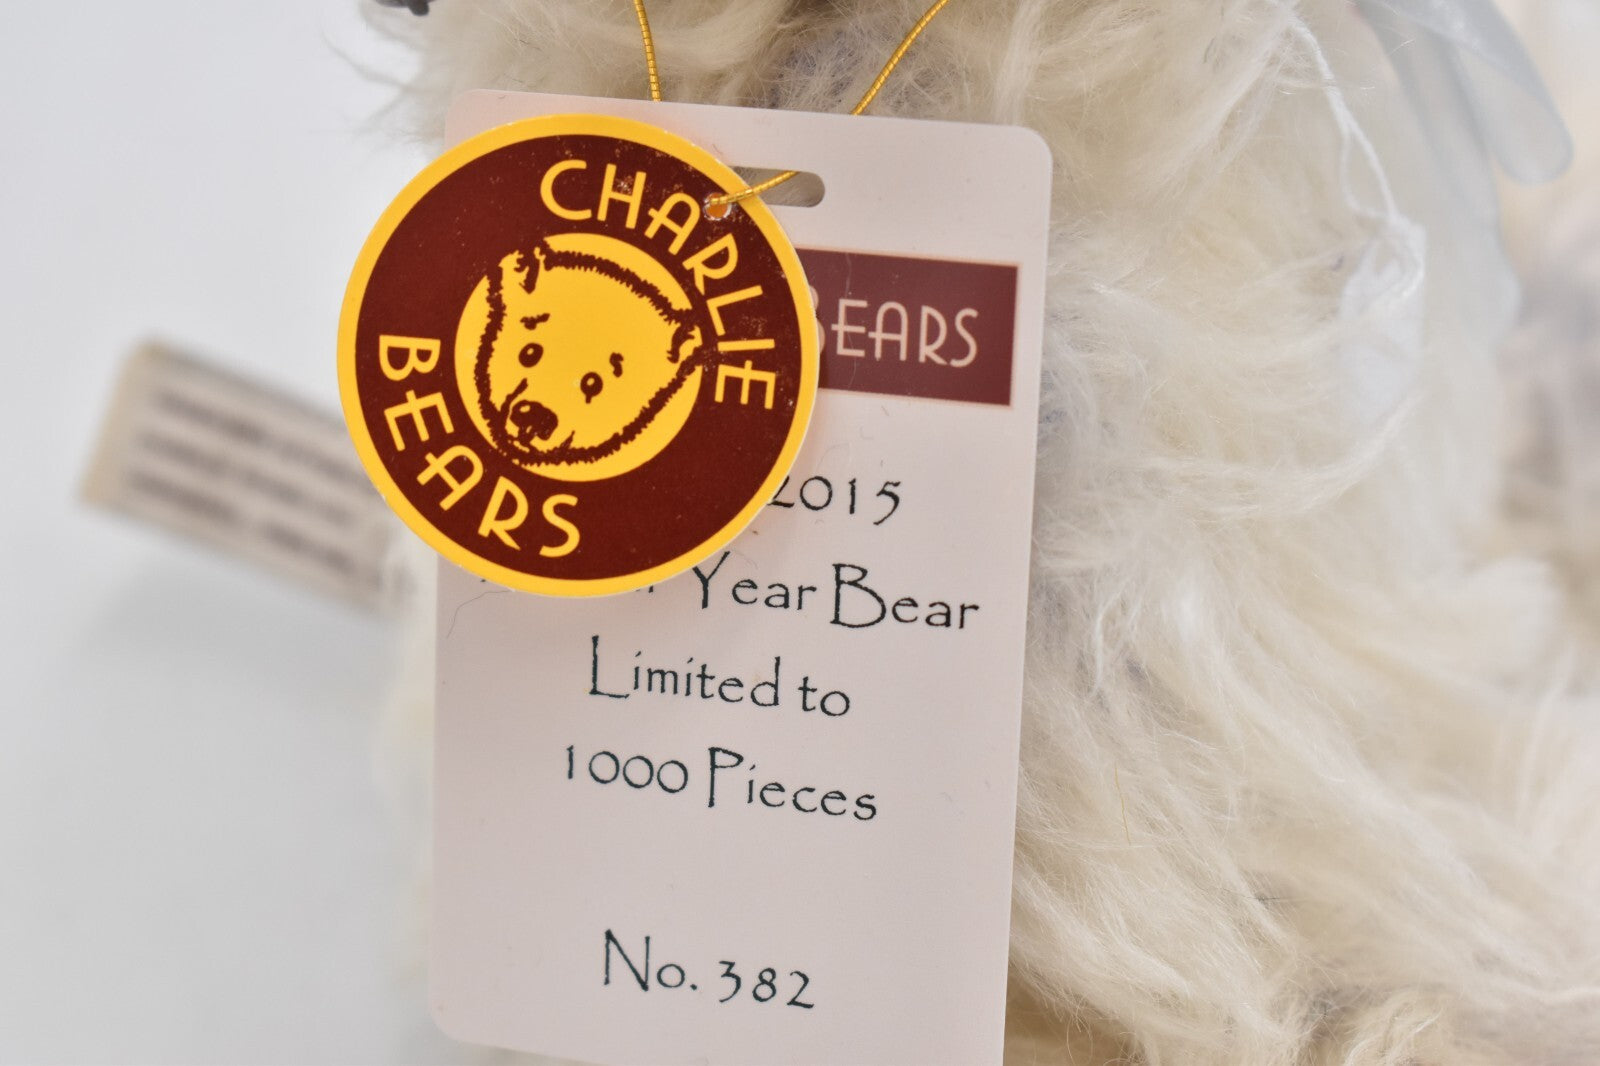 CHARLIE
BEARS
BEARS
2015
Year Bear
Limited to
1000 Pieces
No. 382